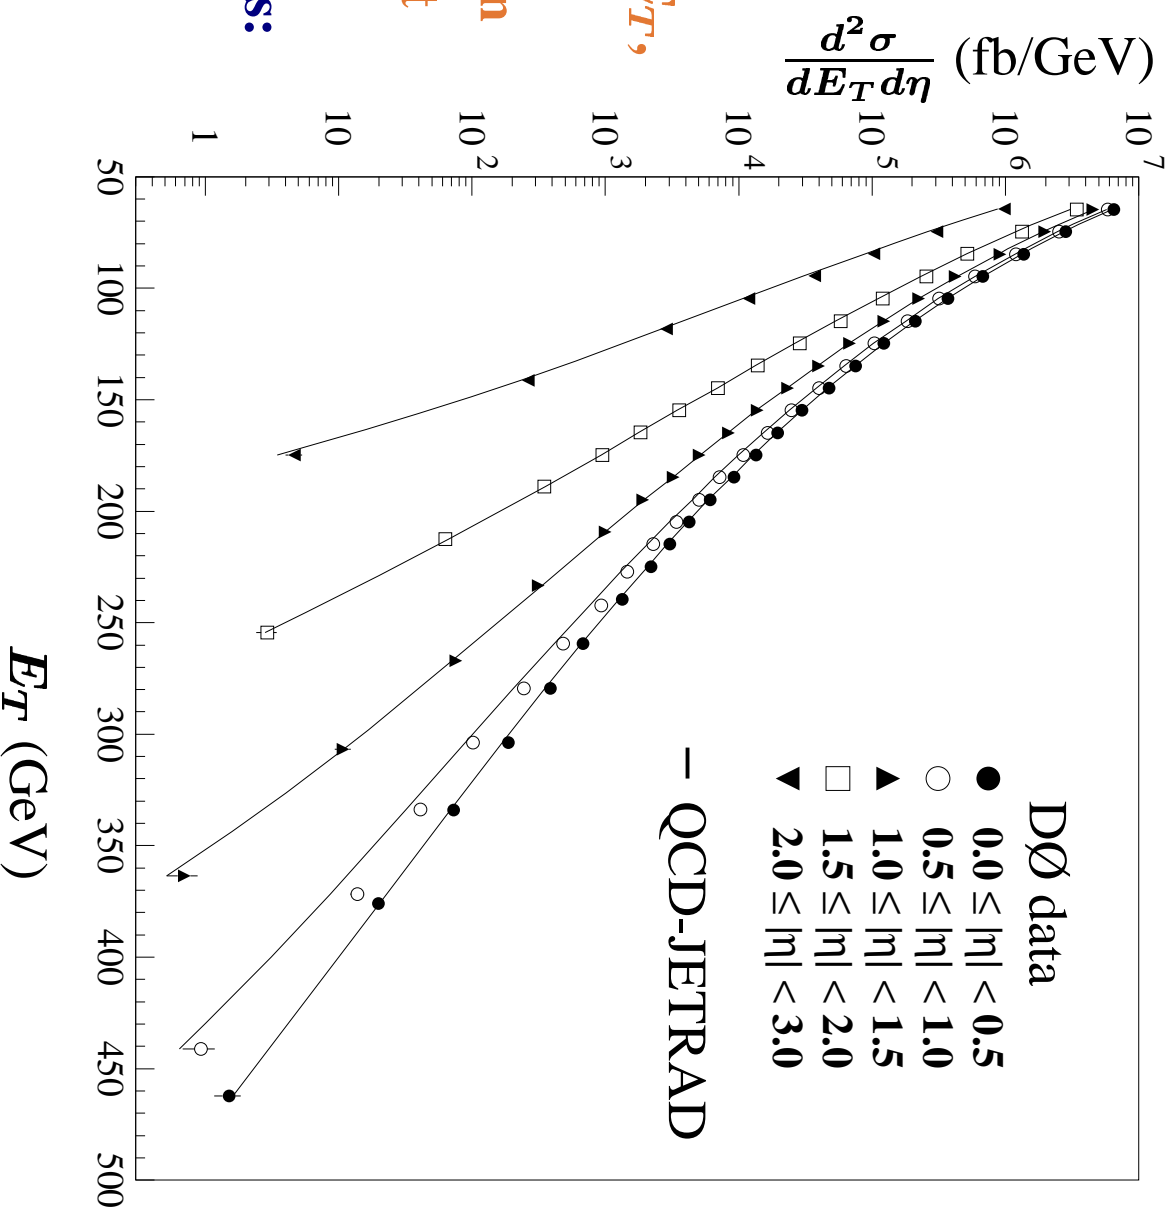 d²σ/dE_T dη (fb/GeV)
10⁷
10⁶
10⁵
10⁴
10³
10²
10
1
50 100 150 200 250 300 350 400 450 500
E_T (GeV)
DØ data
0.0 ≤ |η| < 0.5
0.5 ≤ |η| < 1.0
1.0 ≤ |η| < 1.5
1.5 ≤ |η| < 2.0
2.0 ≤ |η| < 3.0
– QCD-JETRAD
T,
n
t
s: